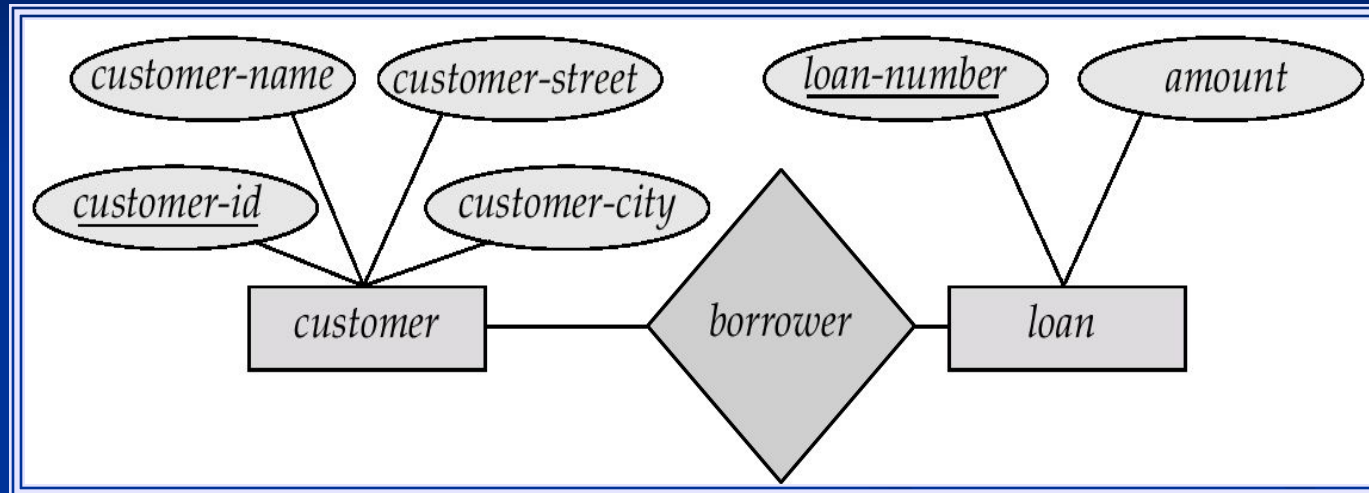 customer-name
customer-street
loan-number
amount
customer-id
customer-city
customer
borrower
loan